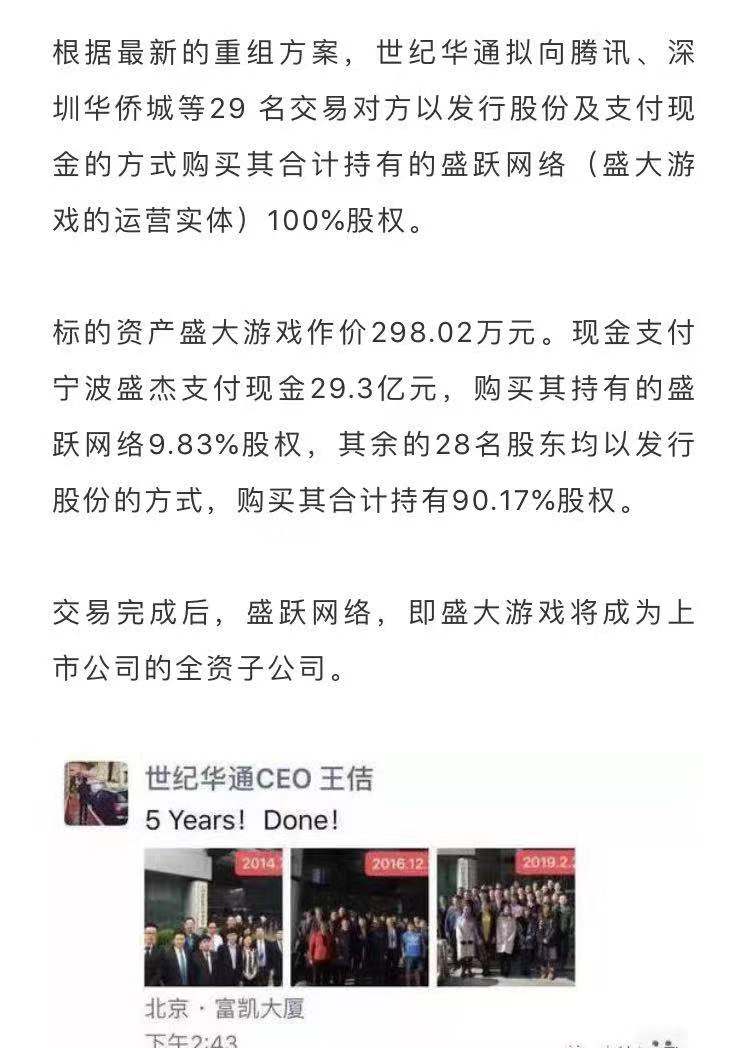 根据最新的重组方案，世纪华通拟向腾讯、深
圳华侨城等29 名交易对方以发行股份及支付现
金的方式购买其合计持有的盛跃网络（盛大游
戏的运营实体）100%股权。
标的资产盛大游戏作价298.02万元。现金支付
宁波盛杰支付现金29.3亿元，购买其持有的盛
跃网络9.83%股权，其余的28名股东均以发行
股份的方式，购买其合计持有90.17%股权。
交易完成后，盛跃网络，即盛大游戏将成为上
市公司的全资子公司。
世纪华通CEO 王佶
5 Years！Done！
2014.
2016.12.
2019.2.
北京·富凯大厦
下午2:43